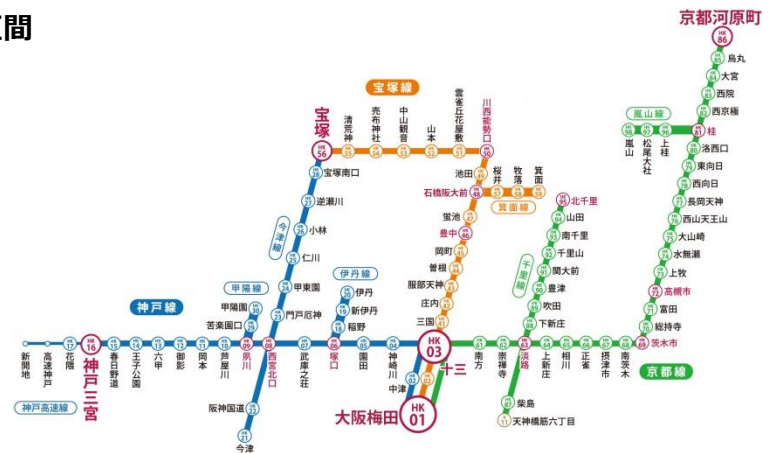 間
京都河原町
HK 86
烏丸
大宮
西院
西京極
嵐山線
HK 81
桂
嵐山
松尾大社
上桂
洛西口
東向日
西向日
長岡天神
西山天王山
大山崎
水無瀬
上牧
高槻市
富田
総持寺
茨木市
京都線
宝塚線
宝塚
HK 56
清荒神
売布神社
中山観音
山本
雲雀丘花屋敷
川西能勢口
HK 50
池田
石橋阪大前
桜井
牧落
箕面
箕面線
蛍池
豊中
岡町
曽根
服部天神
庄内
三国
宝塚南口
逆瀬川
小林
仁川
甲東園
門戸厄神
今津線
甲陽線
甲陽園
苦楽園口
伊丹線
伊丹
新伊丹
稲野
北千里
山田
南千里
千里山
関大前
豊津
吹田
下新庄
千里線
神戸線
新開地
高速神戸
花隈
HK 16
神戸三宮
春日野道
王子公園
六甲
御影
岡本
芦屋川
夙川
西宮北口
武庫之荘
塚口
園田
神崎川
HK 03
十三
南方
崇禅寺
淡路
上新庄
相川
正雀
摂津市
南茨木
神戸高速線
阪神国道
今津
中津
大阪梅田
HK 01
柴島
天神橋筋六丁目